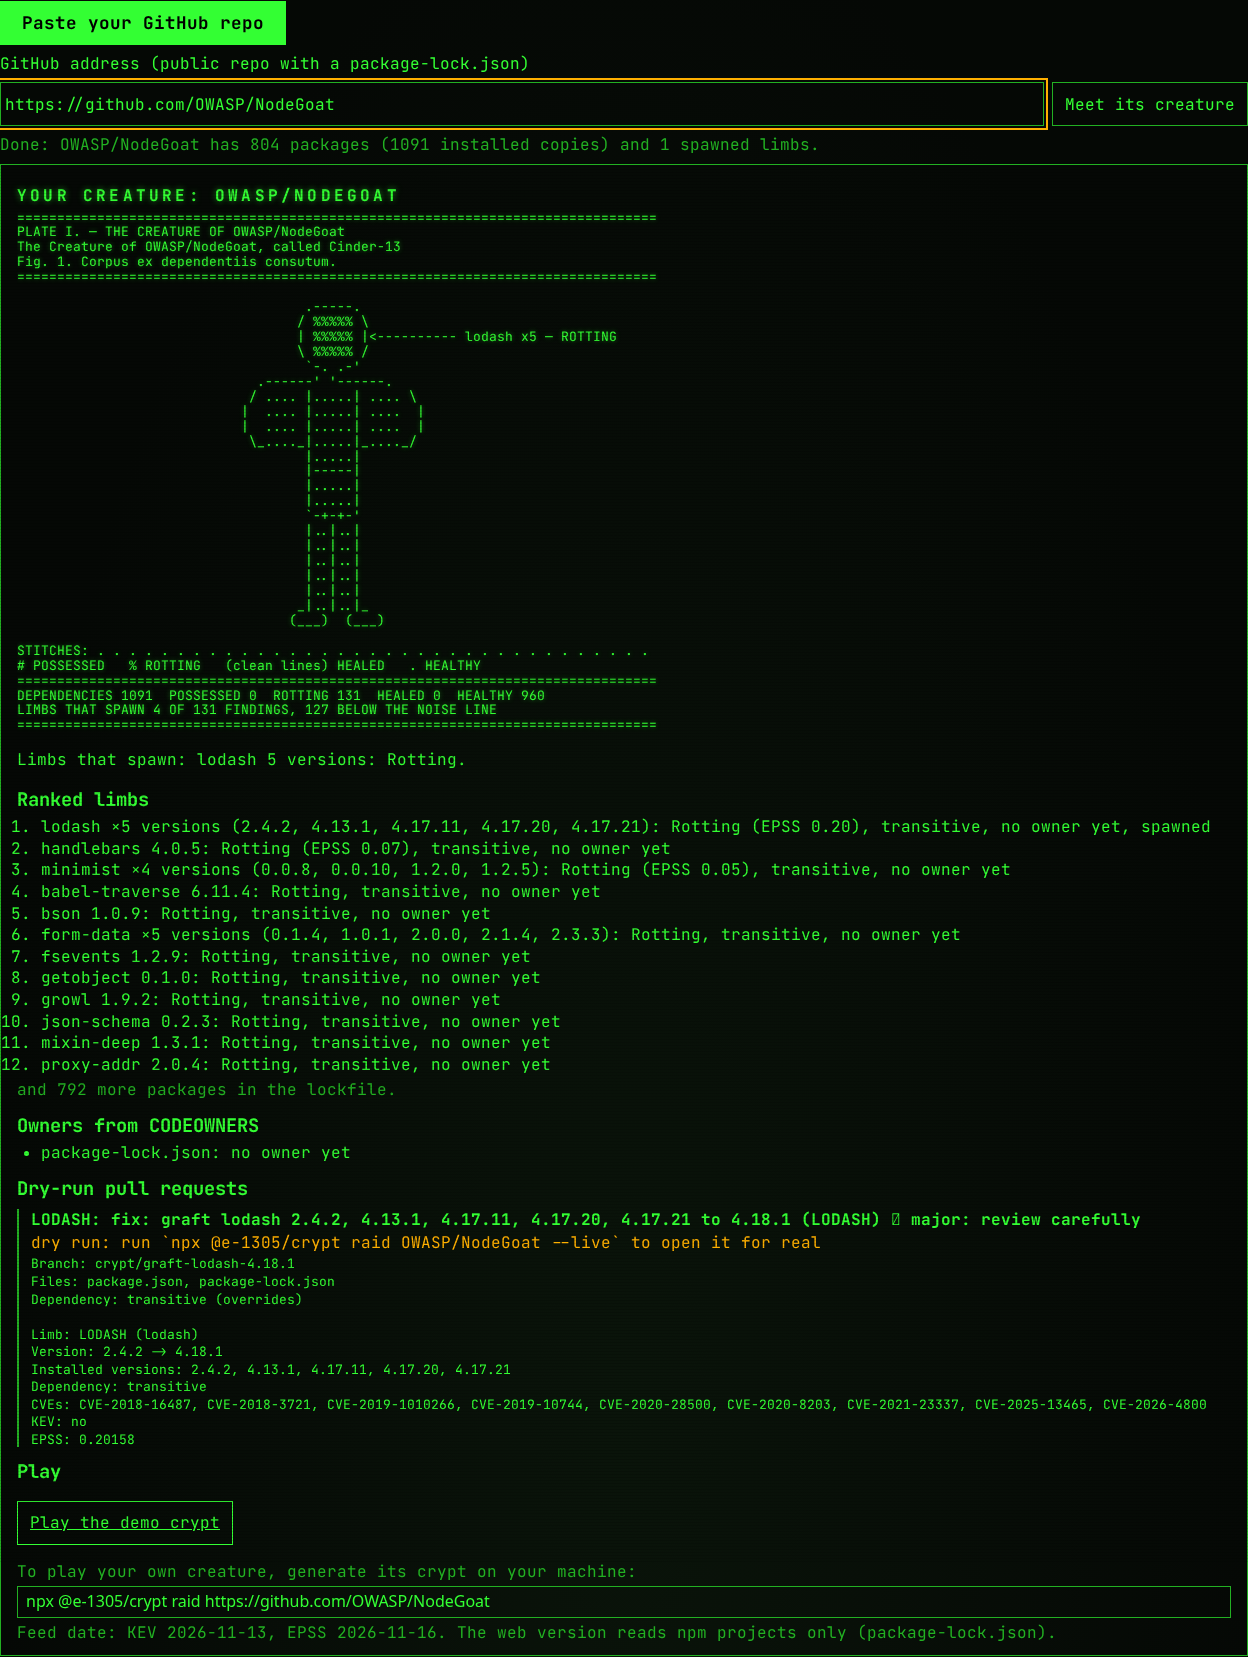 Paste your GitHub repo
GitHub address (public repo with a package-lock.json)
https://github.com/OWASP/NodeGoat
Meet its creature
Done: OWASP/NodeGoat has 804 packages (1091 installed copies) and 1 spawned limbs.
YOUR CREATURE: OWASP/NODEGOAT
================================================================================
PLATE I. — THE CREATURE OF OWASP/NodeGoat
The Creature of OWASP/NodeGoat, called Cinder-13
Fig. 1. Corpus ex dependentiis consutum.
================================================================================
                                    .-----.
                                   / %%%%% \
                                   | %%%%% |<---------- lodash x5 — ROTTING
                                   \ %%%%% /
                                    `-. .-'
                              .------' '------.
                             / .... |.....| .... \
                            |  .... |.....| ....  |
                            |  .... |.....| ....  |
                             \_...._|.....|_...._/
                                    |.....|
                                    |-----|
                                    |.....|
                                    |.....|
                                    `-+-+-'
                                    |..|..|
                                    |..|..|
                                    |..|..|
                                    |..|..|
                                    |..|..|
                                   _|..|..|_
                                  (___)  (___)
STITCHES: . . . . . . . . . . . . . . . . . . . . . . . . . . . . . . . . . . .
# POSSESSED   % ROTTING   (clean lines) HEALED   . HEALTHY
================================================================================
DEPENDENCIES 1091  POSSESSED 0  ROTTING 131  HEALED 0  HEALTHY 960
LIMBS THAT SPAWN 4 OF 131 FINDINGS, 127 BELOW THE NOISE LINE
================================================================================
Limbs that spawn: lodash 5 versions: Rotting.
Ranked limbs
1. lodash ×5 versions (2.4.2, 4.13.1, 4.17.11, 4.17.20, 4.17.21): Rotting (EPSS 0.20), transitive, no owner yet, spawned
2. handlebars 4.0.5: Rotting (EPSS 0.07), transitive, no owner yet
3. minimist ×4 versions (0.0.8, 0.0.10, 1.2.0, 1.2.5): Rotting (EPSS 0.05), transitive, no owner yet
4. babel-traverse 6.11.4: Rotting, transitive, no owner yet
5. bson 1.0.9: Rotting, transitive, no owner yet
6. form-data ×5 versions (0.1.4, 1.0.1, 2.0.0, 2.1.4, 2.3.3): Rotting, transitive, no owner yet
7. fsevents 1.2.9: Rotting, transitive, no owner yet
8. getobject 0.1.0: Rotting, transitive, no owner yet
9. growl 1.9.2: Rotting, transitive, no owner yet
10. json-schema 0.2.3: Rotting, transitive, no owner yet
11. mixin-deep 1.3.1: Rotting, transitive, no owner yet
12. proxy-addr 2.0.4: Rotting, transitive, no owner yet
and 792 more packages in the lockfile.
Owners from CODEOWNERS
• package-lock.json: no owner yet
Dry-run pull requests
LODASH: fix: graft lodash 2.4.2, 4.13.1, 4.17.11, 4.17.20, 4.17.21 to 4.18.1 (LODASH) major: review carefully
dry run: run `npx @e-1305/crypt raid OWASP/NodeGoat --live` to open it for real
Branch: crypt/graft-lodash-4.18.1
Files: package.json, package-lock.json
Dependency: transitive (overrides)
Limb: LODASH (lodash)
Version: 2.4.2 -> 4.18.1
Installed versions: 2.4.2, 4.13.1, 4.17.11, 4.17.20, 4.17.21
Dependency: transitive
CVEs: CVE-2018-16487, CVE-2018-3721, CVE-2019-1010266, CVE-2019-10744, CVE-2020-28500, CVE-2020-8203, CVE-2021-23337, CVE-2025-13465, CVE-2026-4800
KEV: no
EPSS: 0.20158
Play
Play the demo crypt
To play your own creature, generate its crypt on your machine:
npx @e-1305/crypt raid https://github.com/OWASP/NodeGoat
Feed date: KEV 2026-11-13, EPSS 2026-11-16. The web version reads npm projects only (package-lock.json).